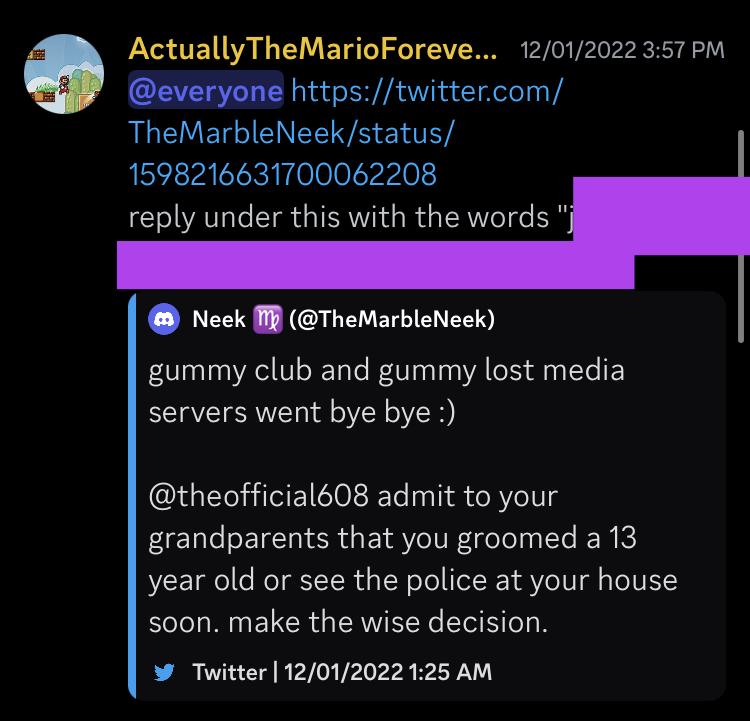 ActuallyTheMarioForeve... 12/01/2022 3:57 PM
@everyone https://twitter.com/
TheMarbleNeek/status/
1598216631700062208
reply under this with the words "j
Neek ♍ (@TheMarbleNeek)
gummy club and gummy lost media
servers went bye bye :)
@theofficial608 admit to your
grandparents that you groomed a 13
year old or see the police at your house
soon. make the wise decision.
Twitter | 12/01/2022 1:25 AM